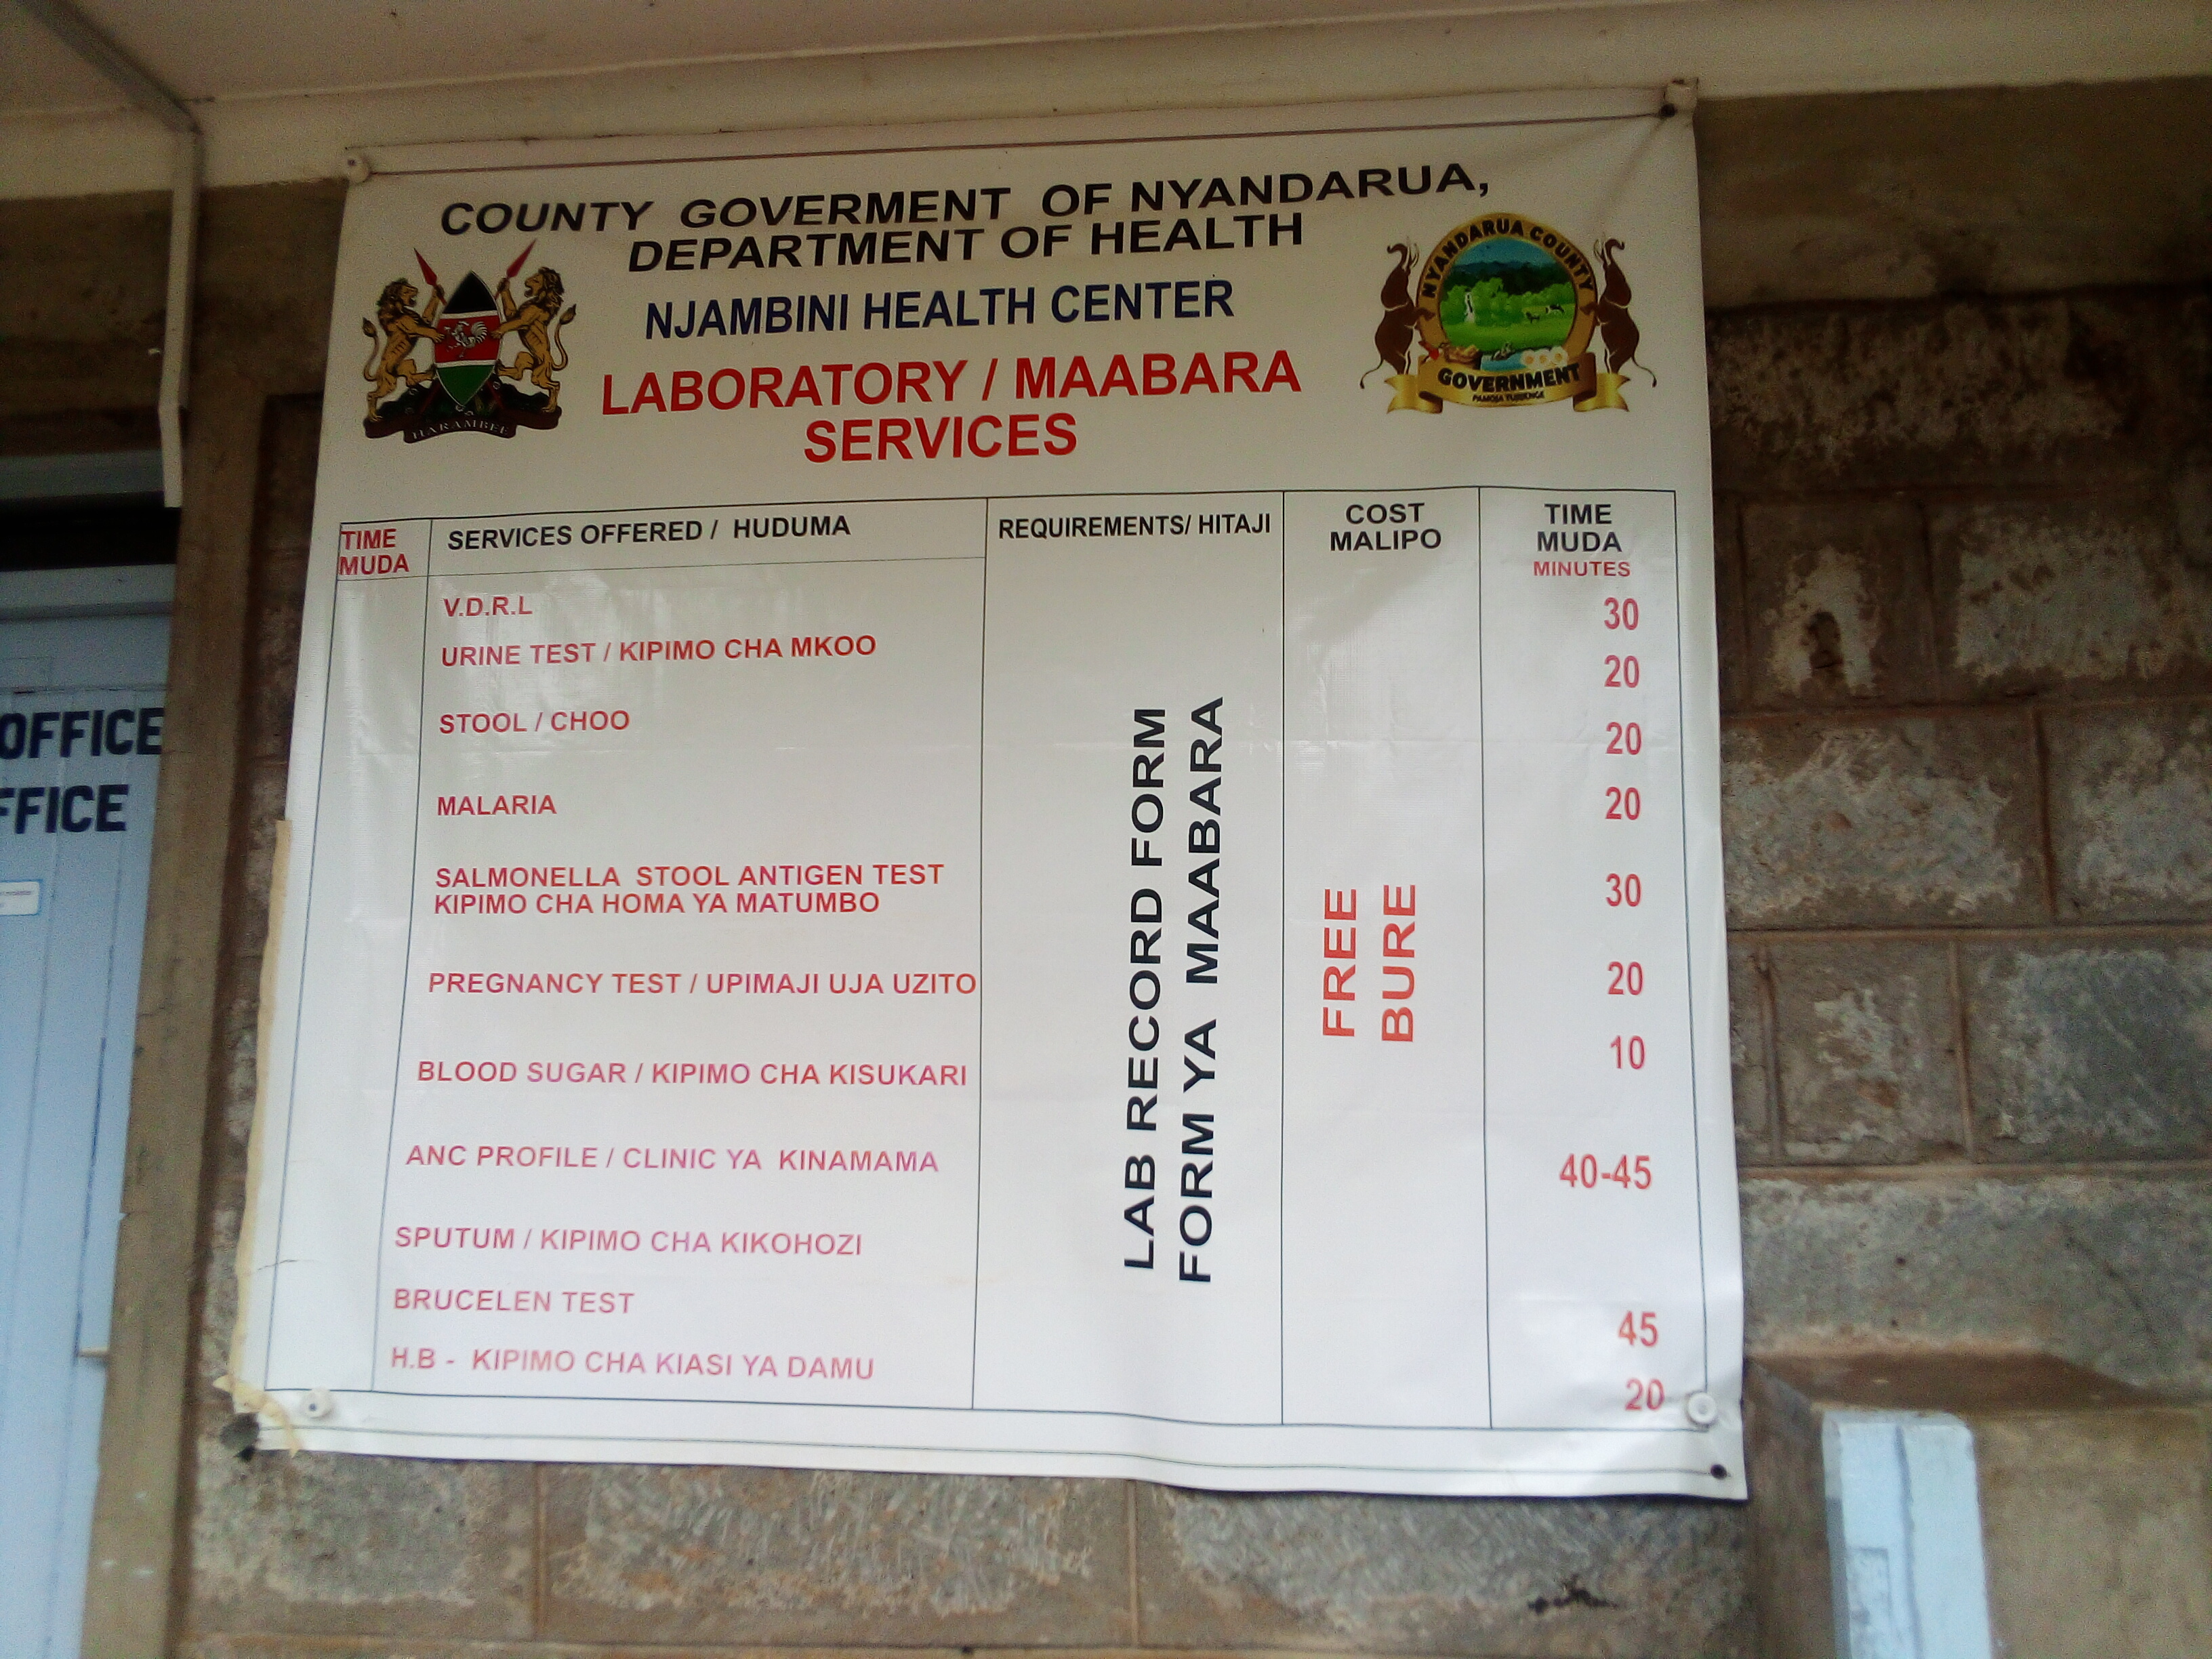 COUNTY GOVERMENT OF NYANDARUA,
DEPARTMENT OF HEALTH
NJAMBINI HEALTH CENTER
LABORATORY / MAABARA
SERVICES
HARAMBEE
NYANDARUA COUNTY
GOVERNMENT
TIME
MUDA
SERVICES OFFERED / HUDUMA
REQUIREMENTS/ HITAJI
COST
MALIPO
TIME
MUDA
MINUTES
V.D.R.L
30
URINE TEST / KIPIMO CHA MKOO
20
STOOL / CHOO
20
MALARIA
20
SALMONELLA STOOL ANTIGEN TEST
KIPIMO CHA HOMA YA MATUMBO
30
PREGNANCY TEST / UPIMAJI UJA UZITO
20
BLOOD SUGAR / KIPIMO CHA KISUKARI
10
ANC PROFILE / CLINIC YA KINAMAMA
40-45
SPUTUM / KIPIMO CHA KIKOHOZI
BRUCELEN TEST
45
H.B - KIPIMO CHA KIASI YA DAMU
20
LAB RECORD FORM
FORM YA MAABARA
FREE
BURE
OFFICE
FFICE